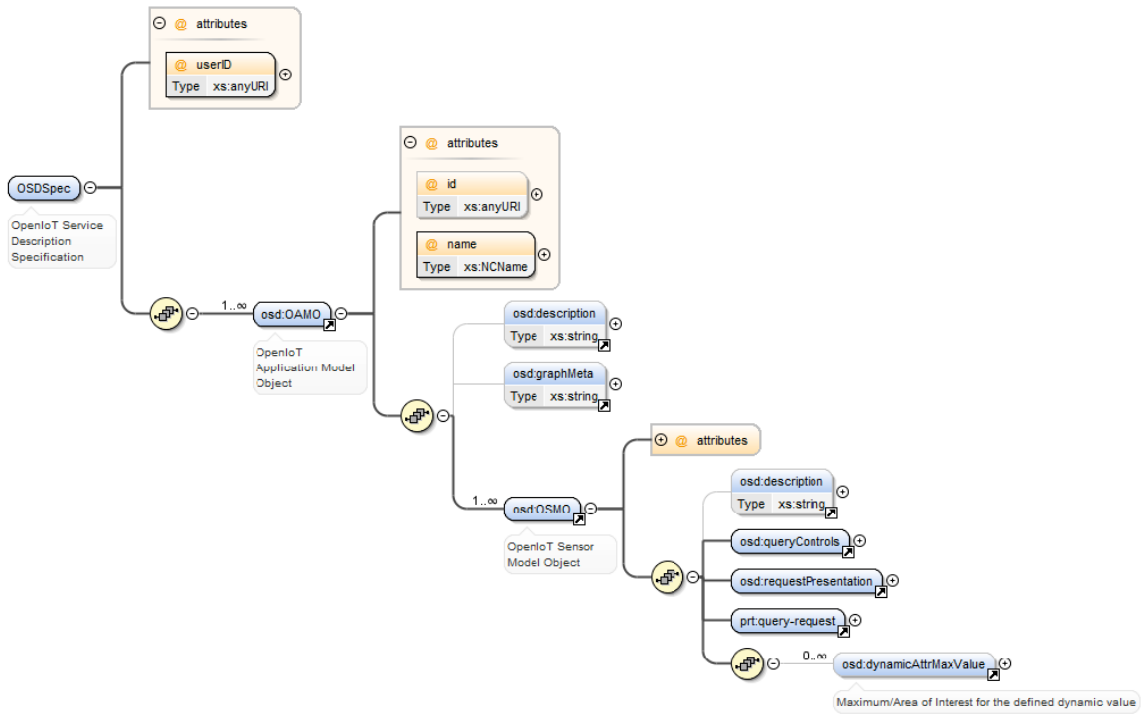 @ attributes
@ userID
Type xs:anyURI
OSDSpec
OpenIoT Service
Description
Specification
@ attributes
@ id
Type xs:anyURI
@ name
Type xs:NCName
1..∞
osd:OAMO
OpenIoT
Application Model
Object
osd:description
Type xs:string
osd:graphMeta
Type xs:string
1..∞
osd:OSMO
OpenIoT Sensor
Model Object
@ attributes
osd:description
Type xs:string
osd:queryControls
osd:requestPresentation
prt:query-request
0..∞
osd:dynamicAttrMaxValue
Maximum/Area of Interest for the defined dynamic value